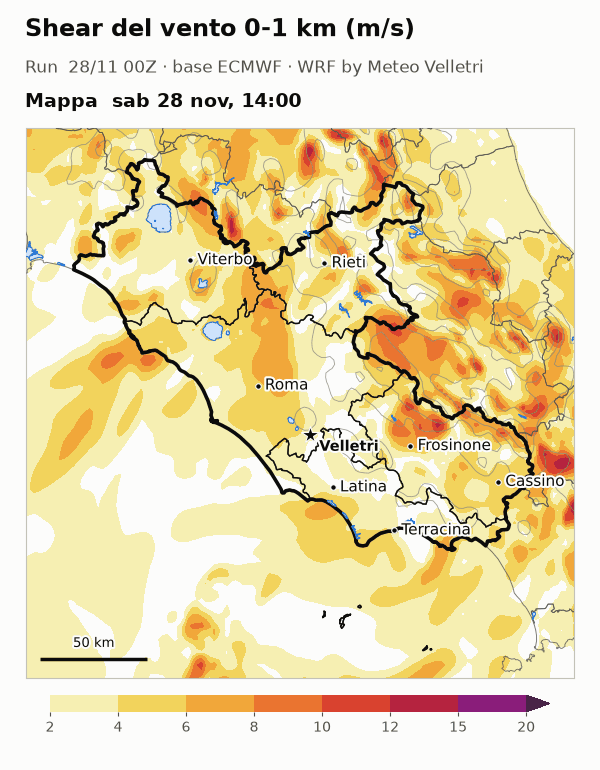 Shear del vento 0-1 km (m/s)
Run  28/11 00Z · base ECMWF · WRF by Meteo Velletri
Mappa  sab 28 nov, 14:00
Viterbo
Rieti
Roma
Velletri
Frosinone
Cassino
Latina
Terracina
50 km
2 4 6 8 10 12 15 20